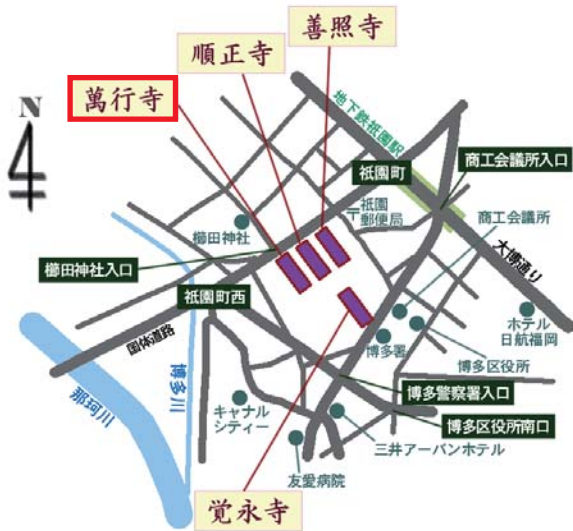 善照寺
順正寺
萬行寺
N
地下鉄祇園駅
祇園町
商工会議所入口
祇園
郵便局
商工会議所
櫛田神社
櫛田神社入口
大博通り
祇園町西
ホテル
日航福岡
国体道路
博多川
博多署
博多区役所
那珂川
キャナル
シティー
博多警察署入口
博多区役所南口
三井アーバンホテル
友愛病院
覚永寺